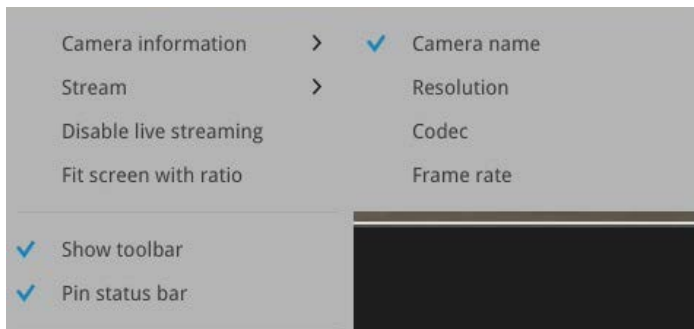 Camera information
Stream
Disable live streaming
Fit screen with ratio
Show toolbar
Pin status bar
Camera name
Resolution
Codec
Frame rate